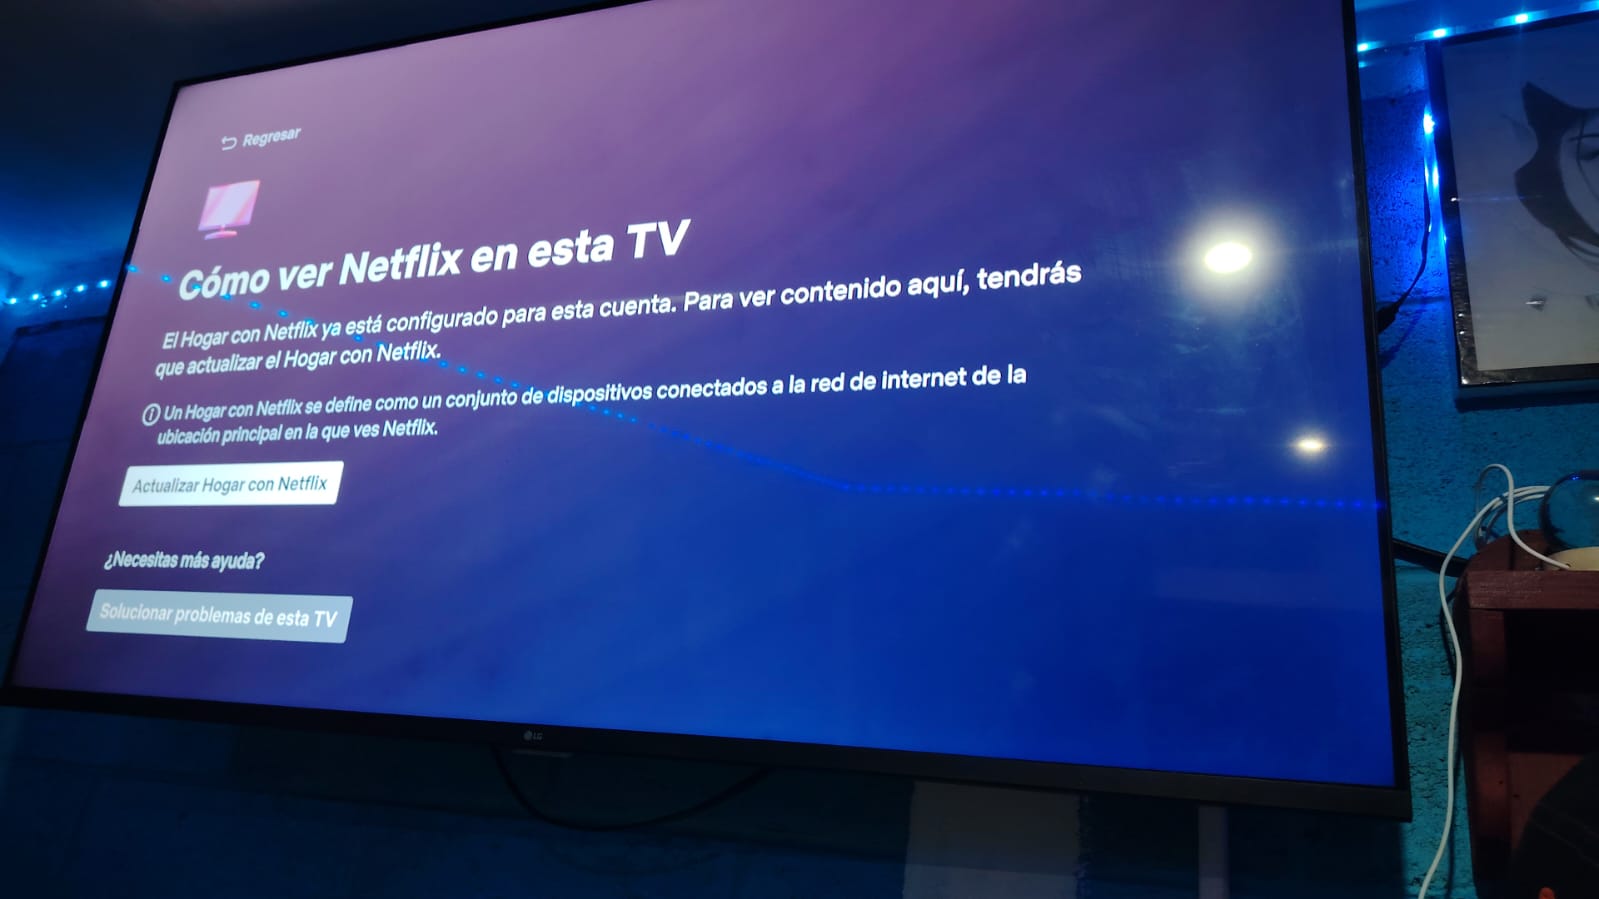 Regresar
Cómo ver Netflix en esta TV
El Hogar con Netflix ya está configurado para esta cuenta. Para ver contenido aquí, tendrás
que actualizar el Hogar con Netflix.
Un Hogar con Netflix se define como un conjunto de dispositivos conectados a la red de internet de la
ubicación principal en la que ves Netflix.
Actualizar Hogar con Netflix
¿Necesitas más ayuda?
Solucionar problemas de esta TV
LG